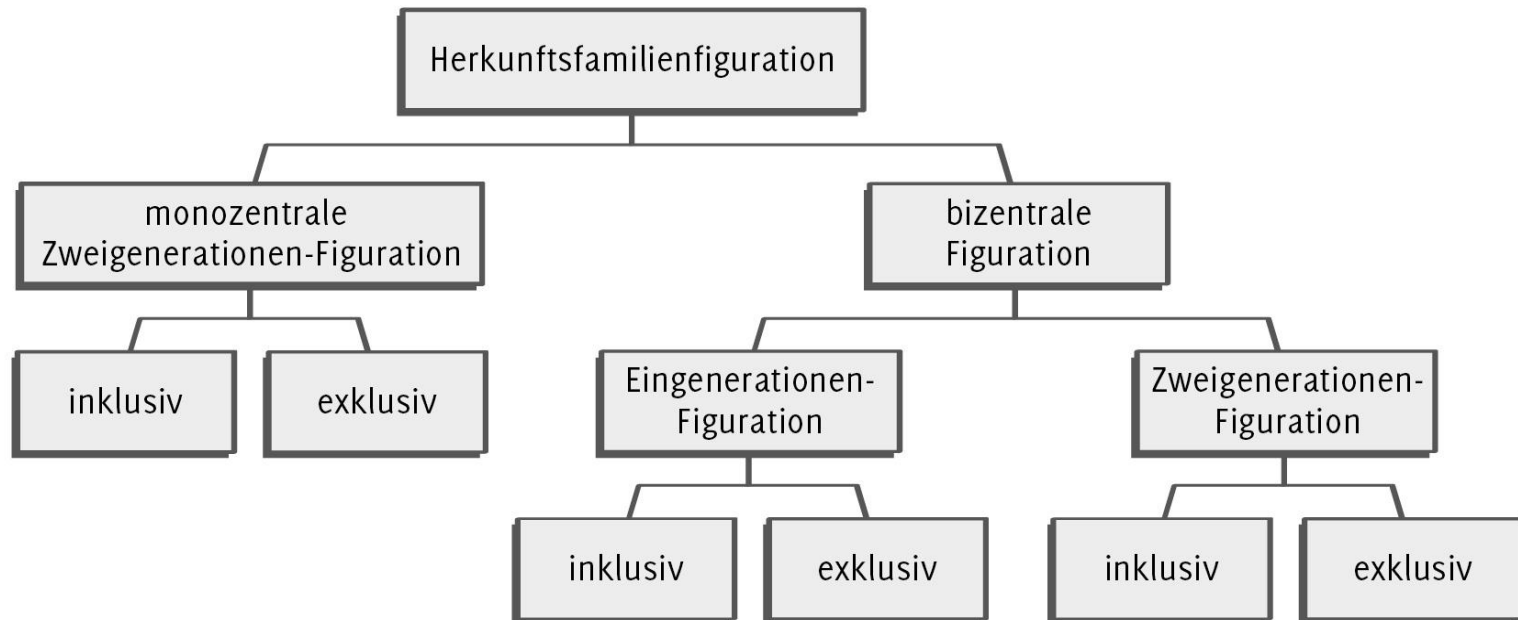 Herkunftsfamilienfiguration
monozentrale
Zweigenerationen-Figuration
bizentrale
Figuration
inklusiv
exklusiv
Eingenerationen-
Figuration
Zweigenerationen-
Figuration
inklusiv
exklusiv
inklusiv
exklusiv